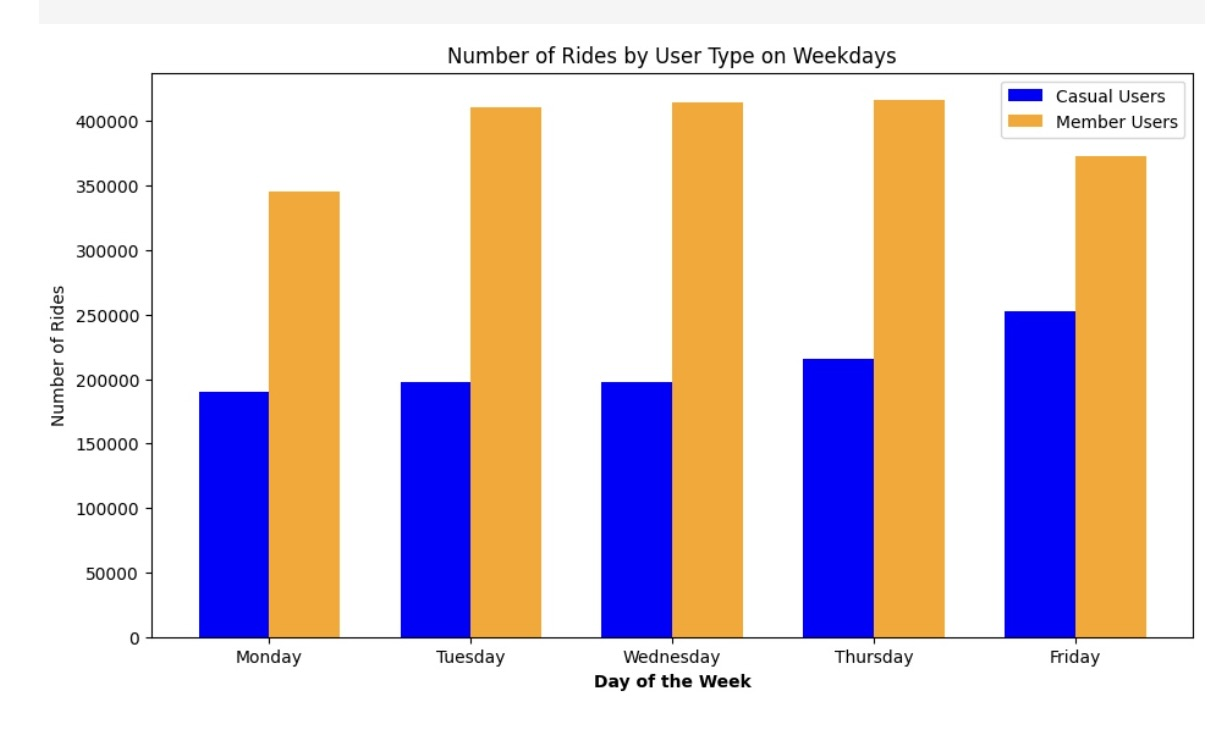 Number of Rides by User Type on Weekdays
Casual Users
Member Users
400000
350000
300000
250000
200000
150000
100000
50000
0
Number of Rides
Monday Tuesday Wednesday Thursday Friday
Day of the Week